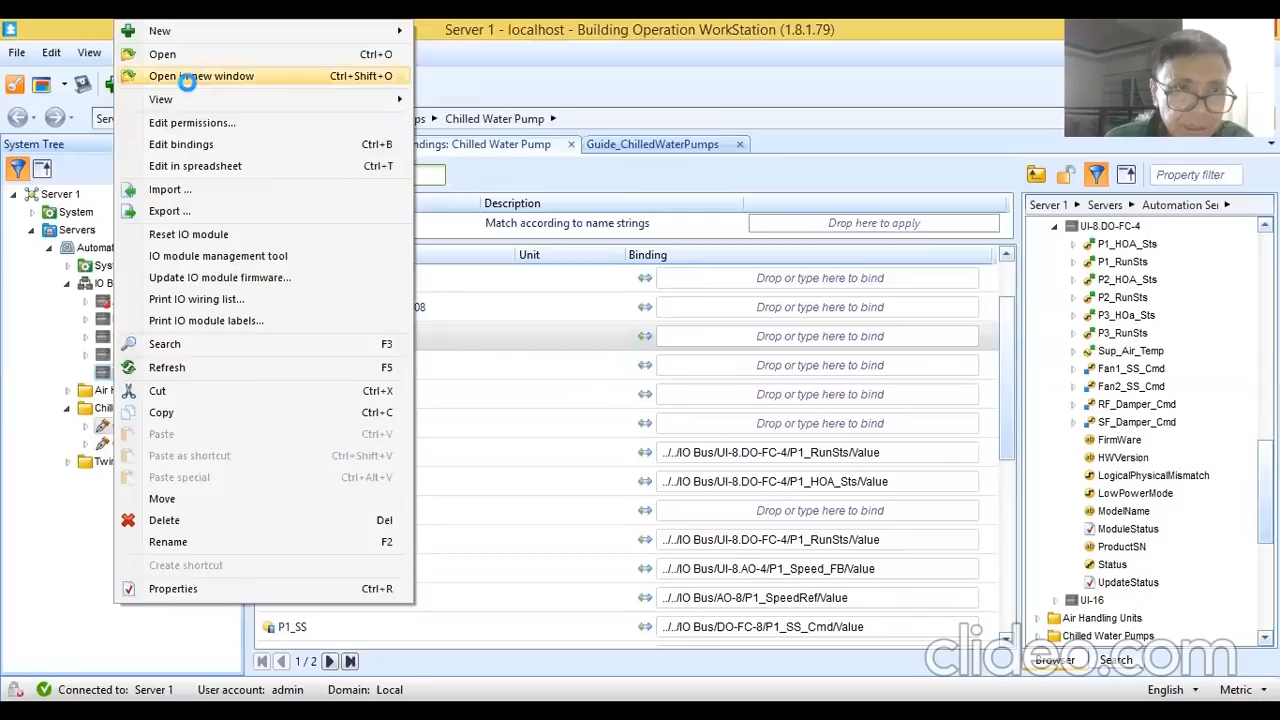 Server 1 - localhost - Building Operation WorkStation (1.8.1.79)
File Edit View
New
Open Ctrl+O
Open in new window Ctrl+Shift+O
View
Edit permissions...
Edit bindings Ctrl+B
Edit in spreadsheet Ctrl+T
Import ...
Export ...
Reset IO module
IO module management tool
Update IO module firmware...
Print IO wiring list...
Print IO module labels...
Search F3
Refresh F5
Cut Ctrl+X
Copy Ctrl+C
Paste Ctrl+V
Paste as shortcut Ctrl+Shift+V
Paste special Ctrl+Alt+V
Move
Delete Del
Rename F2
Create shortcut
Properties Ctrl+R
Chilled Water Pump
System Tree
Server 1
System
Servers
Automat
Sys
IO B
Air H
Chill
Twi
ndings: Chilled Water Pump
Guide_ChilledWaterPumps
Description
Match according to name strings
Drop here to apply
Unit Binding
Drop or type here to bind
08 Drop or type here to bind
Drop or type here to bind
Drop or type here to bind
Drop or type here to bind
Drop or type here to bind
../../IO Bus/UI-8.DO-FC-4/P1_RunSts/Value
../../IO Bus/UI-8.DO-FC-4/P1_HOA_Sts/Value
Drop or type here to bind
../../IO Bus/UI-8.DO-FC-4/P1_RunSts/Value
../../IO Bus/UI-8.AO-4/P1_Speed_FB/Value
../../IO Bus/AO-8/P1_SpeedRef/Value
P1_SS ../../IO Bus/DO-FC-8/P1_SS_Cmd/Value
1 / 2
Property filter
Server 1 Servers Automation Ser
UI-8.DO-FC-4
P1_HOA_Sts
P1_RunSts
P2_HOA_Sts
P2_RunSts
P3_HOa_Sts
P3_RunSts
Sup_Air_Temp
Fan1_SS_Cmd
Fan2_SS_Cmd
RF_Damper_Cmd
SF_Damper_Cmd
FirmWare
HWVersion
LogicalPhysicalMismatch
LowPowerMode
ModelName
ModuleStatus
ProductSN
Status
UpdateStatus
UI-16
Air Handling Units
Chilled Water Pumps
Browser Search
clideo.com
Connected to: Server 1 User account: admin Domain: Local English Metric